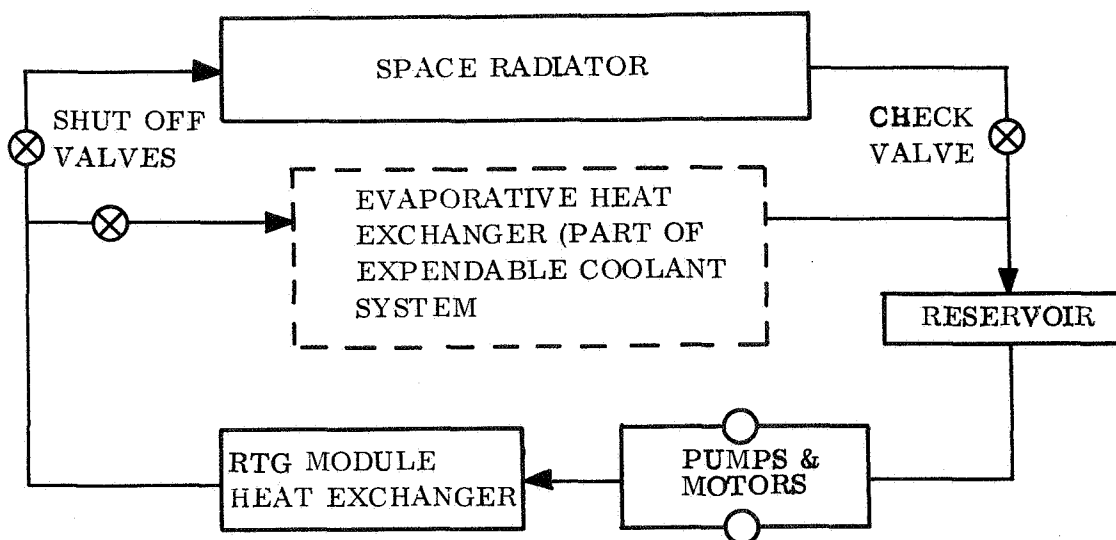 SPACE RADIATOR
SHUT OFF
VALVES
CHECK
VALVE
EVAPORATIVE HEAT
EXCHANGER (PART OF
EXPENDABLE COOLANT
SYSTEM
RESERVOIR
RTG MODULE
HEAT EXCHANGER
PUMPS &
MOTORS